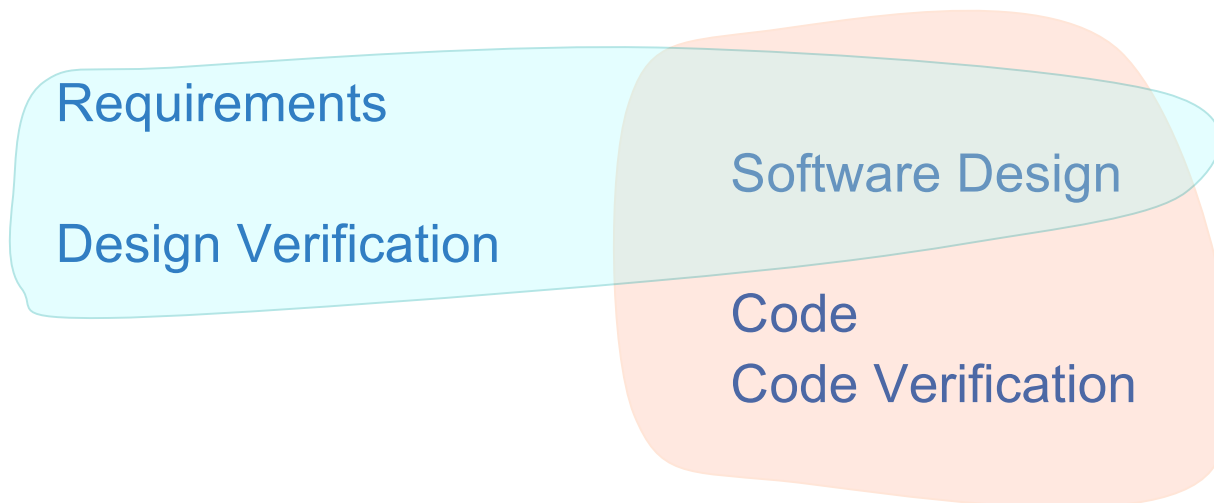 Requirements
Software Design
Design Verification
Code
Code Verification